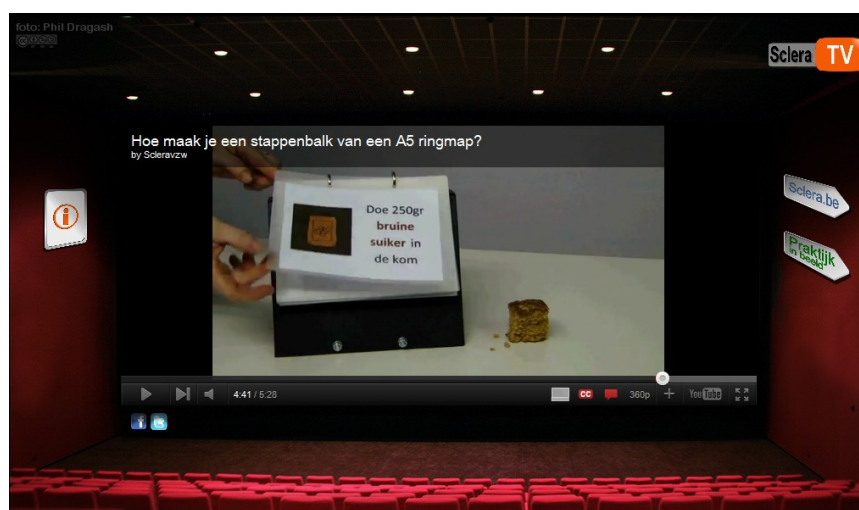 foto: Phil Dragash
Sclera TV
Hoe maak je een stappenbalk van een A5 ringmap?
by Scleravzw
Doe 250gr
bruine
suiker in
de kom
Sclera.be
Praktijk
in beeld
4:41 / 5:28
CC
360p
YouTube